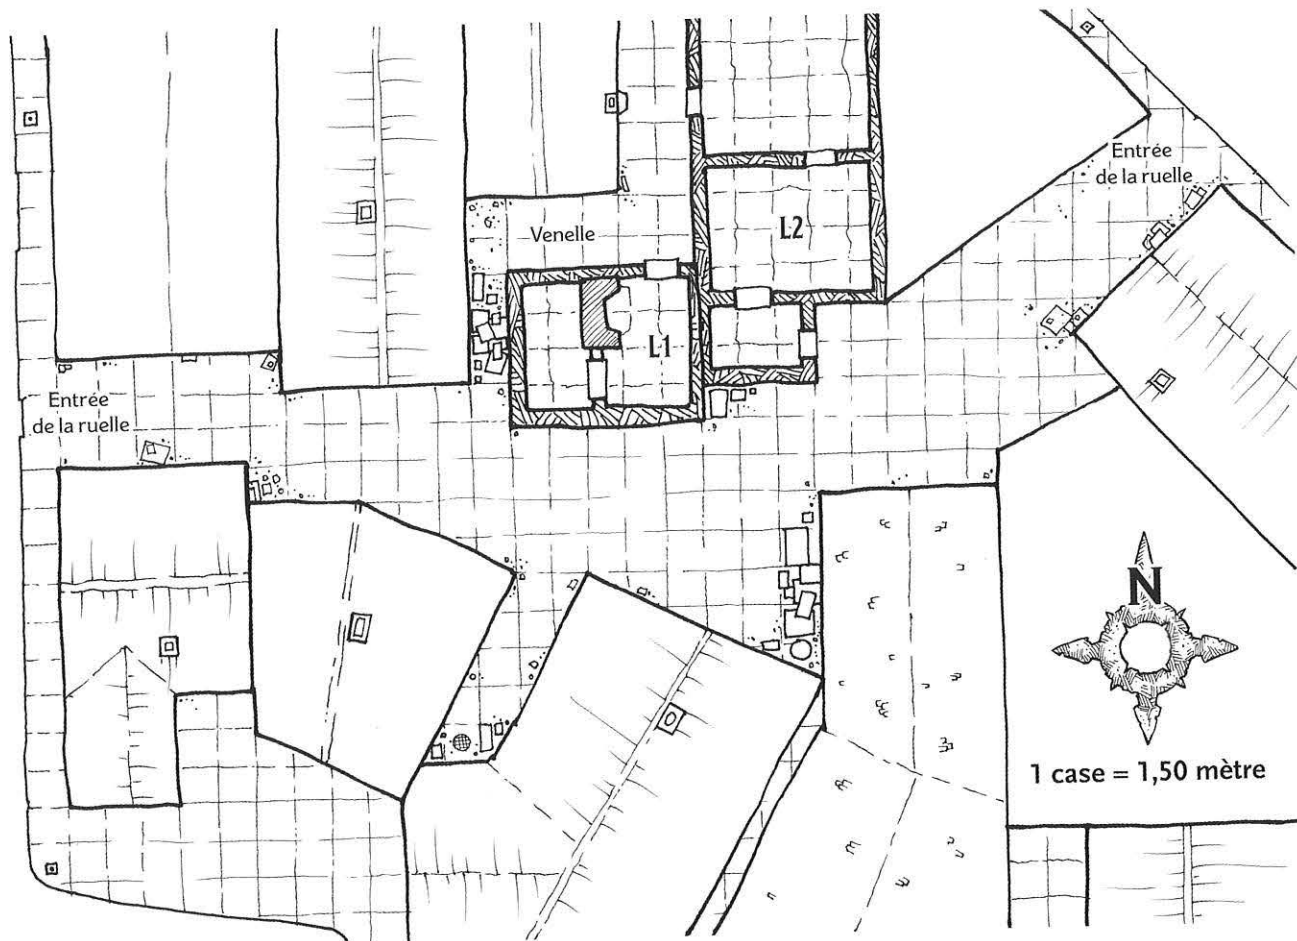 Entrée
de la ruelle
Venelle
L2
L1
Entrée
de la ruelle
N
1 case = 1,50 mètre